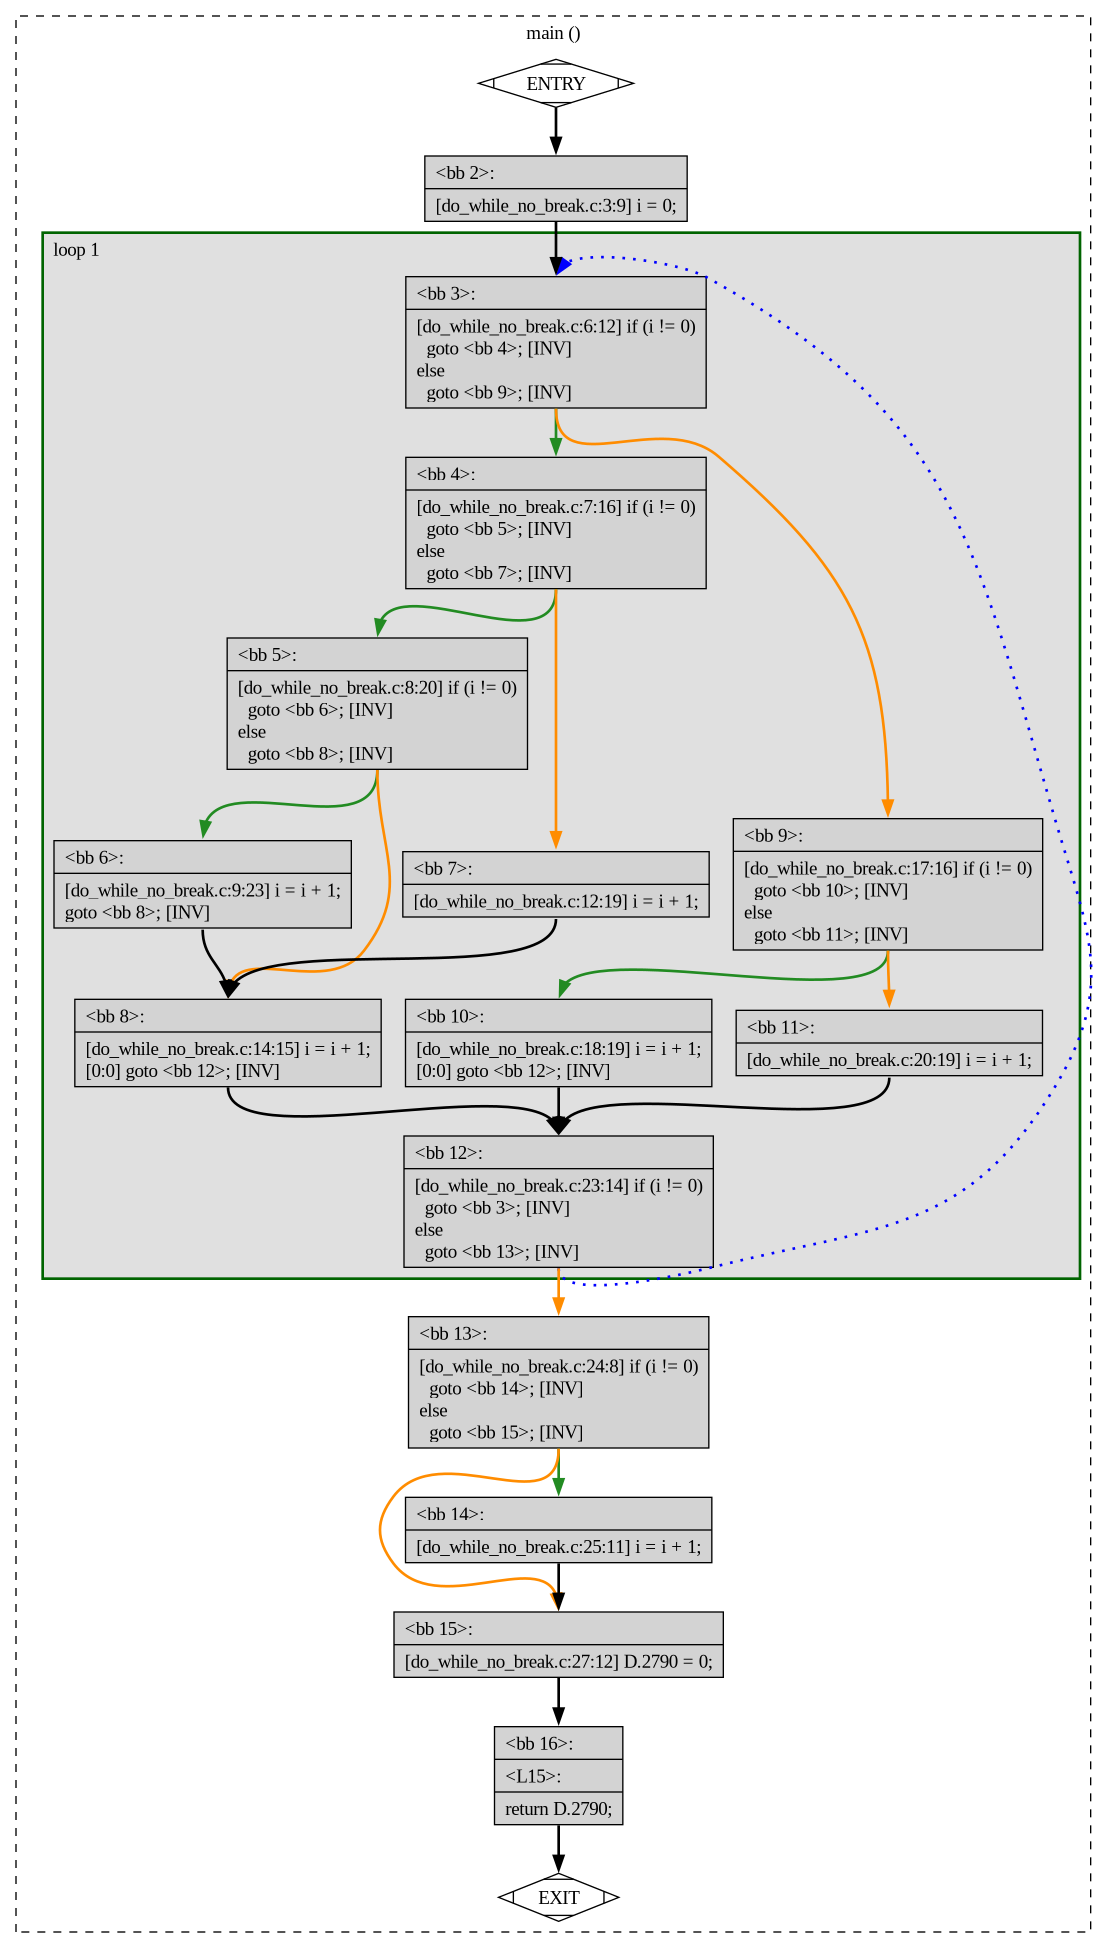 main ()
ENTRY
<bb 2>:
[do_while_no_break.c:3:9] i = 0;
loop 1
<bb 3>:
[do_while_no_break.c:6:12] if (i != 0)
goto <bb 4>; [INV]
else
goto <bb 9>; [INV]
<bb 4>:
[do_while_no_break.c:7:16] if (i != 0)
goto <bb 5>; [INV]
else
goto <bb 7>; [INV]
<bb 5>:
[do_while_no_break.c:8:20] if (i != 0)
goto <bb 6>; [INV]
else
goto <bb 8>; [INV]
<bb 6>:
[do_while_no_break.c:9:23] i = i + 1;
goto <bb 8>; [INV]
<bb 7>:
[do_while_no_break.c:12:19] i = i + 1;
<bb 9>:
[do_while_no_break.c:17:16] if (i != 0)
goto <bb 10>; [INV]
else
goto <bb 11>; [INV]
<bb 8>:
[do_while_no_break.c:14:15] i = i + 1;
[0:0] goto <bb 12>; [INV]
<bb 10>:
[do_while_no_break.c:18:19] i = i + 1;
[0:0] goto <bb 12>; [INV]
<bb 11>:
[do_while_no_break.c:20:19] i = i + 1;
<bb 12>:
[do_while_no_break.c:23:14] if (i != 0)
goto <bb 3>; [INV]
else
goto <bb 13>; [INV]
<bb 13>:
[do_while_no_break.c:24:8] if (i != 0)
goto <bb 14>; [INV]
else
goto <bb 15>; [INV]
<bb 14>:
[do_while_no_break.c:25:11] i = i + 1;
<bb 15>:
[do_while_no_break.c:27:12] D.2790 = 0;
<bb 16>:
<L15>:
return D.2790;
EXIT